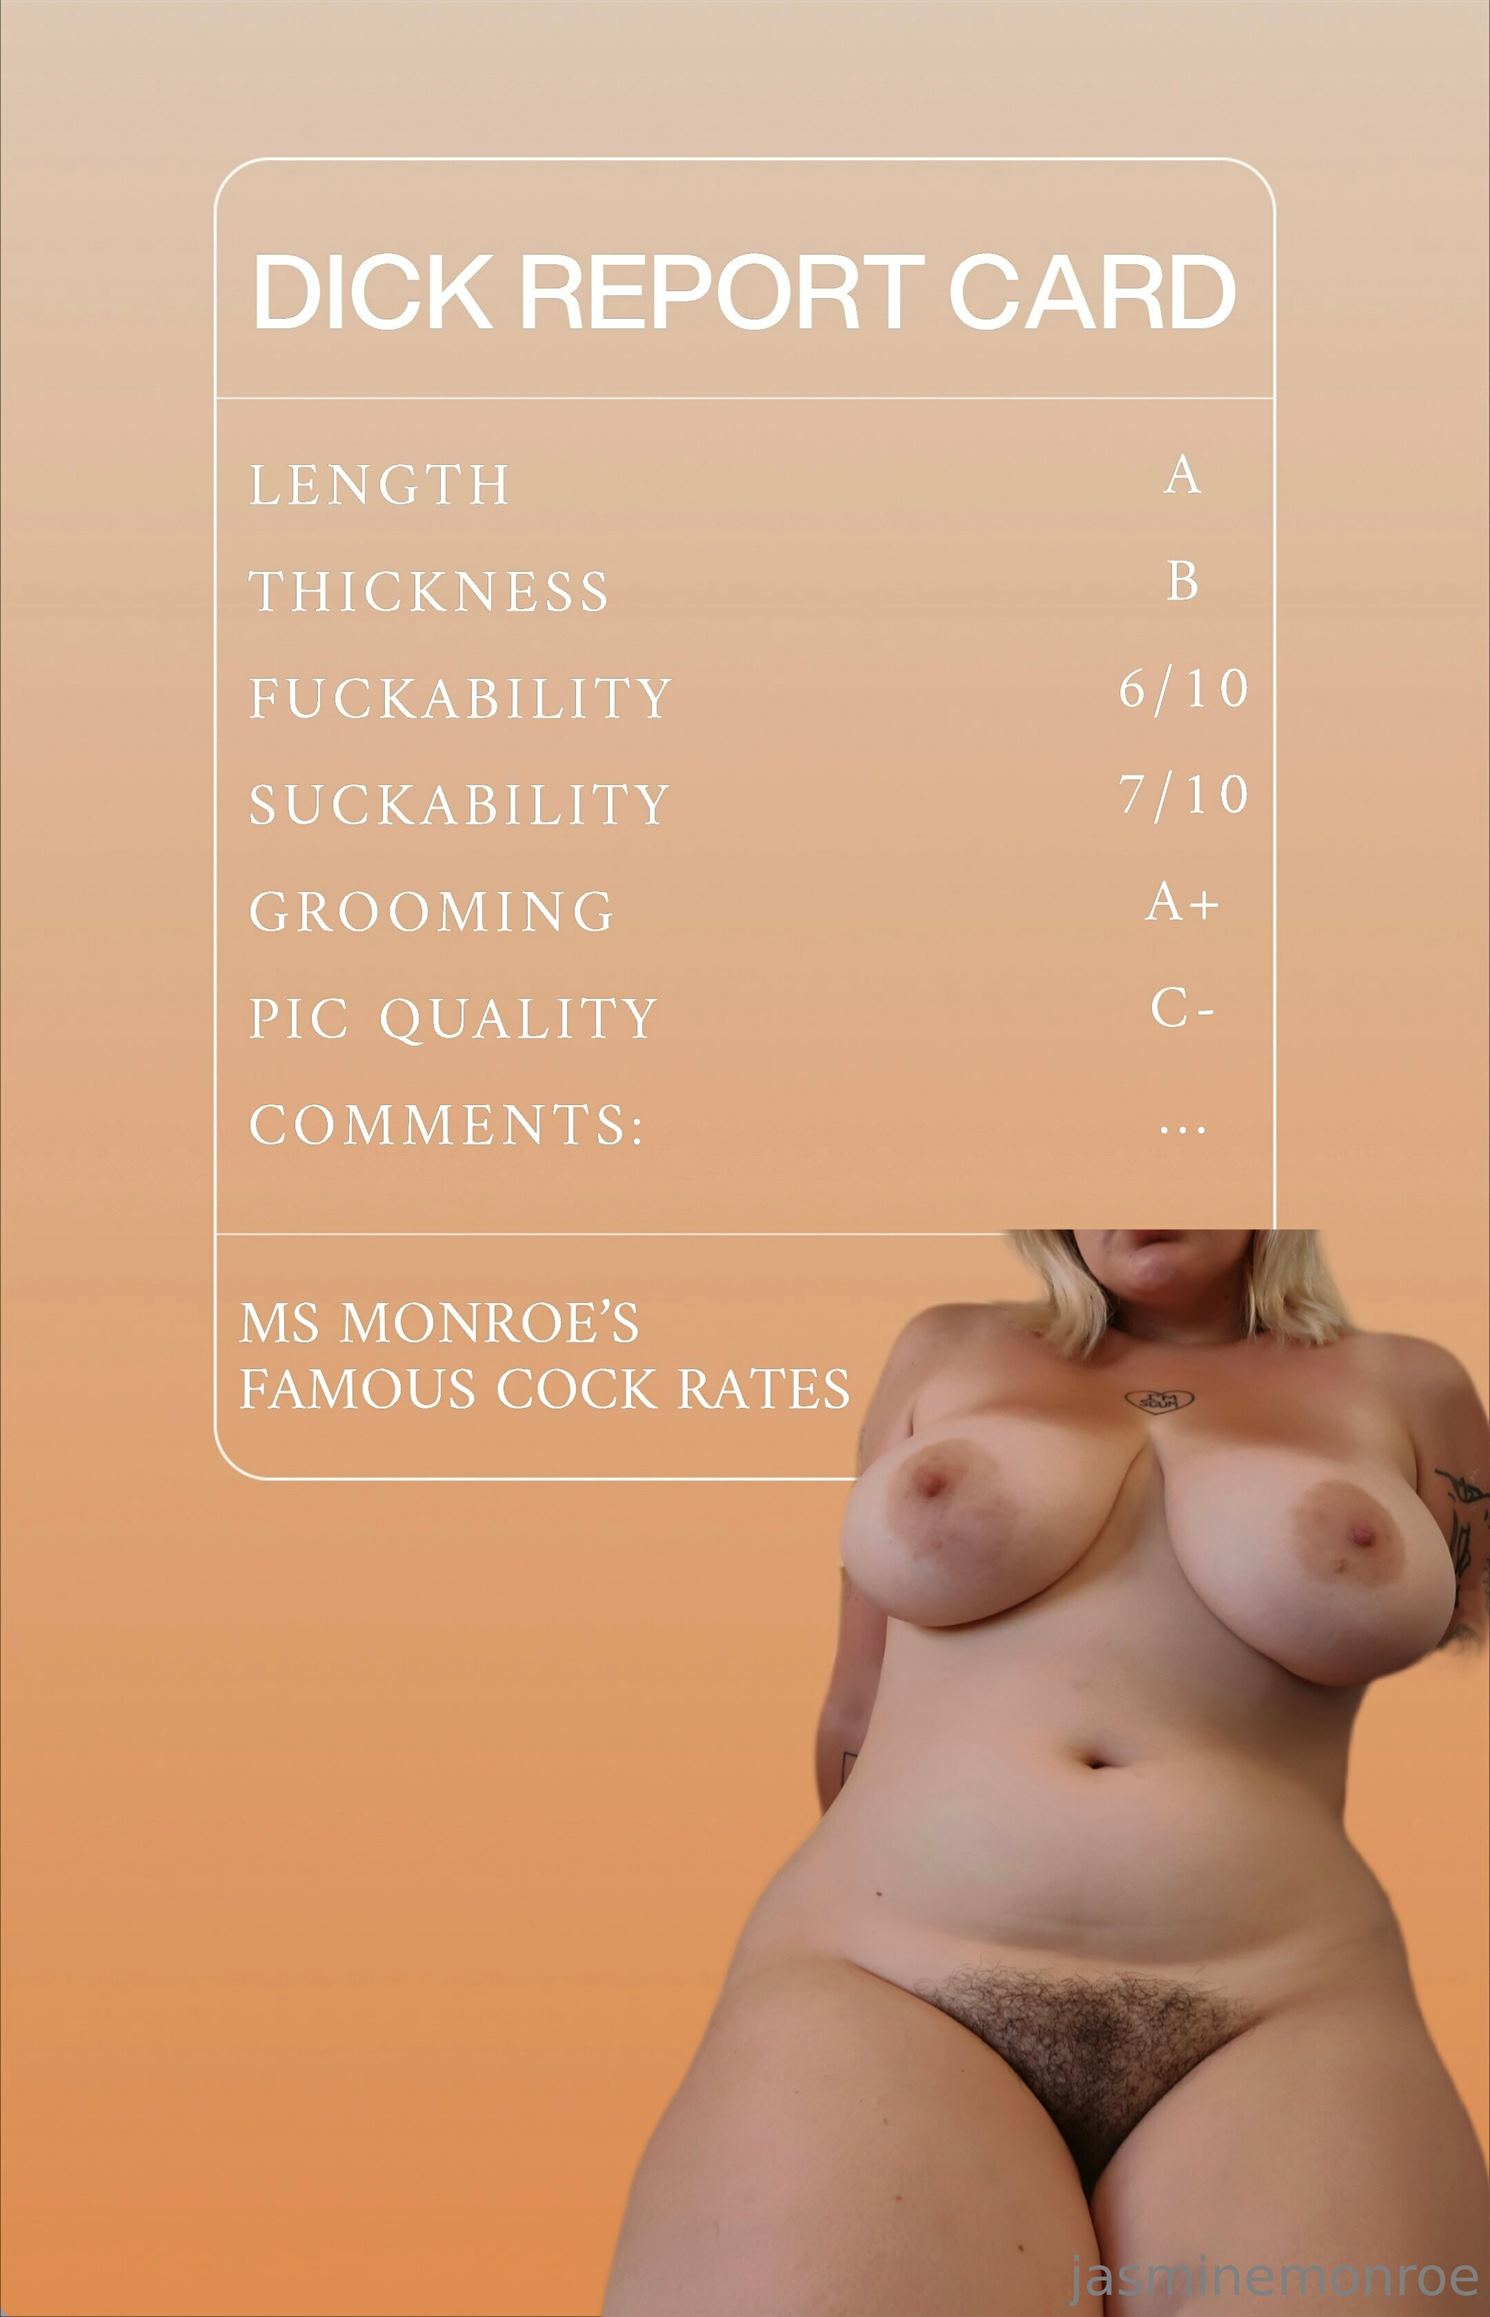 DICK REPORT CARD
LENGTH A
THICKNESS B
FUCKABILITY 6/10
SUCKABILITY 7/10
GROOMING A+
PIC QUALITY C-
COMMENTS: ...
MS MONROE’S
FAMOUS COCK RATES
I'M
SCUM
jasminemonroe